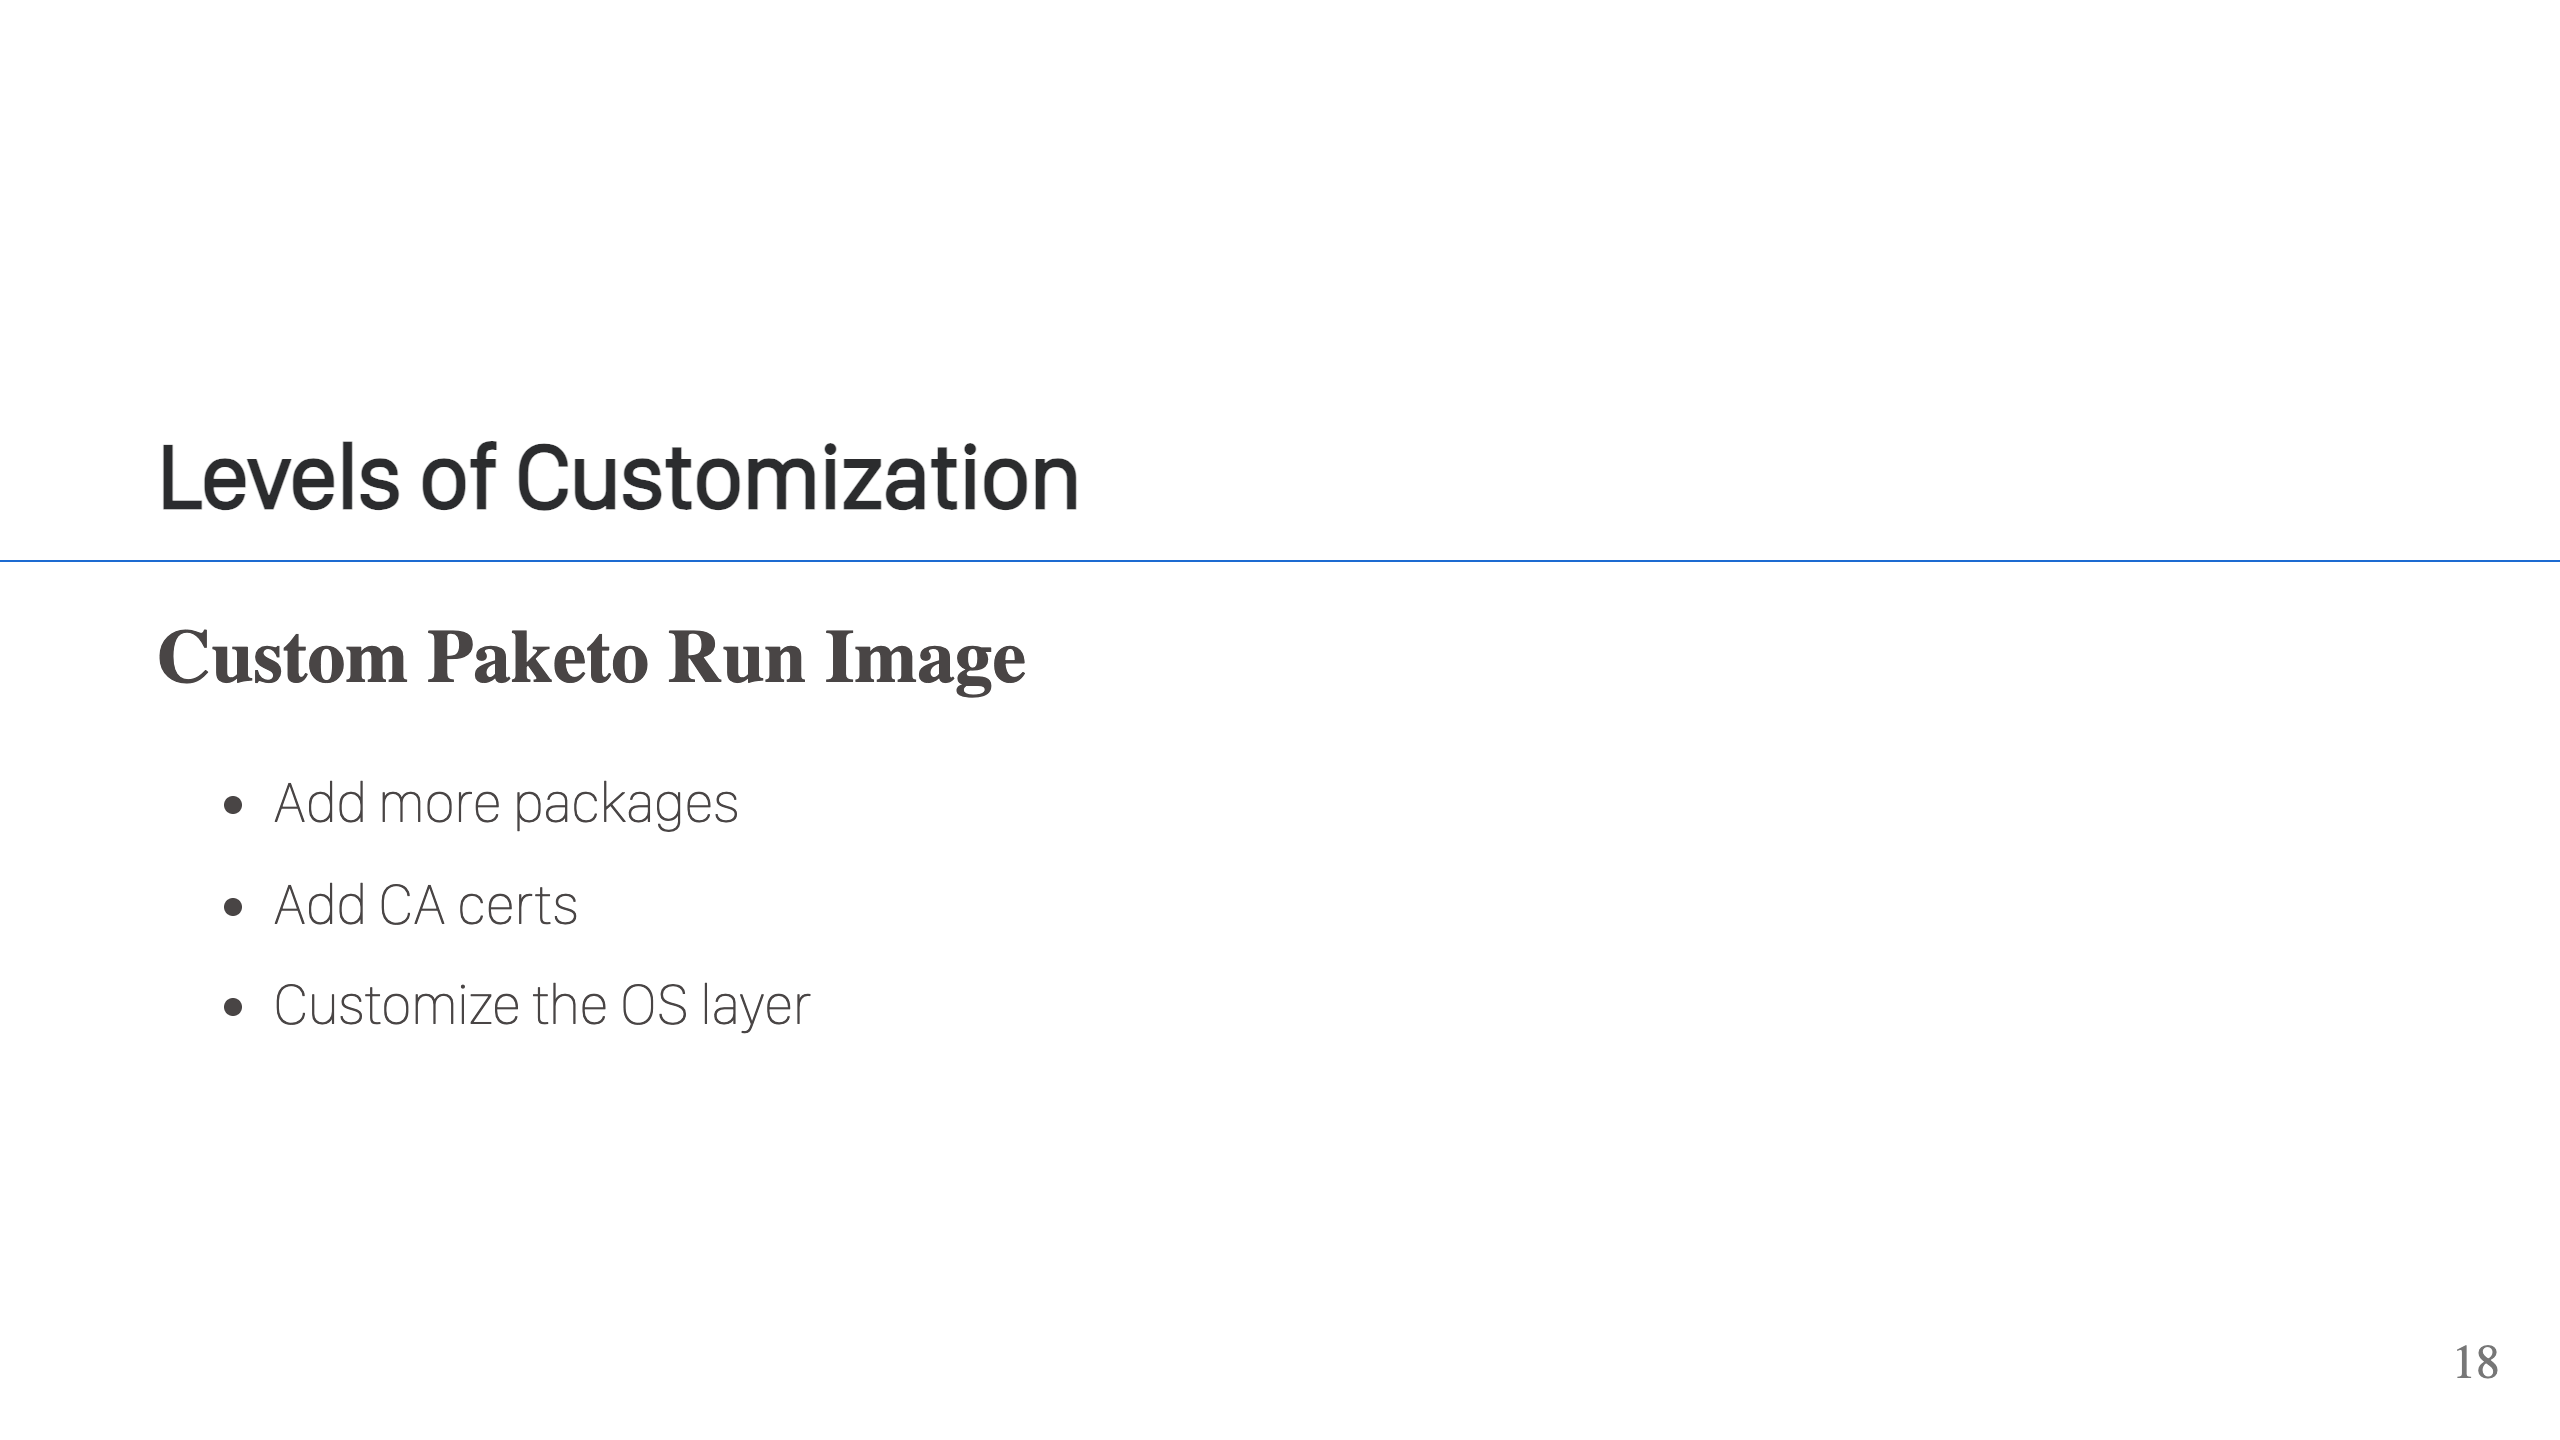 Levels of Customization
Custom Paketo Run Image
• Add more packages
• Add CA certs
• Customize the OS layer
18